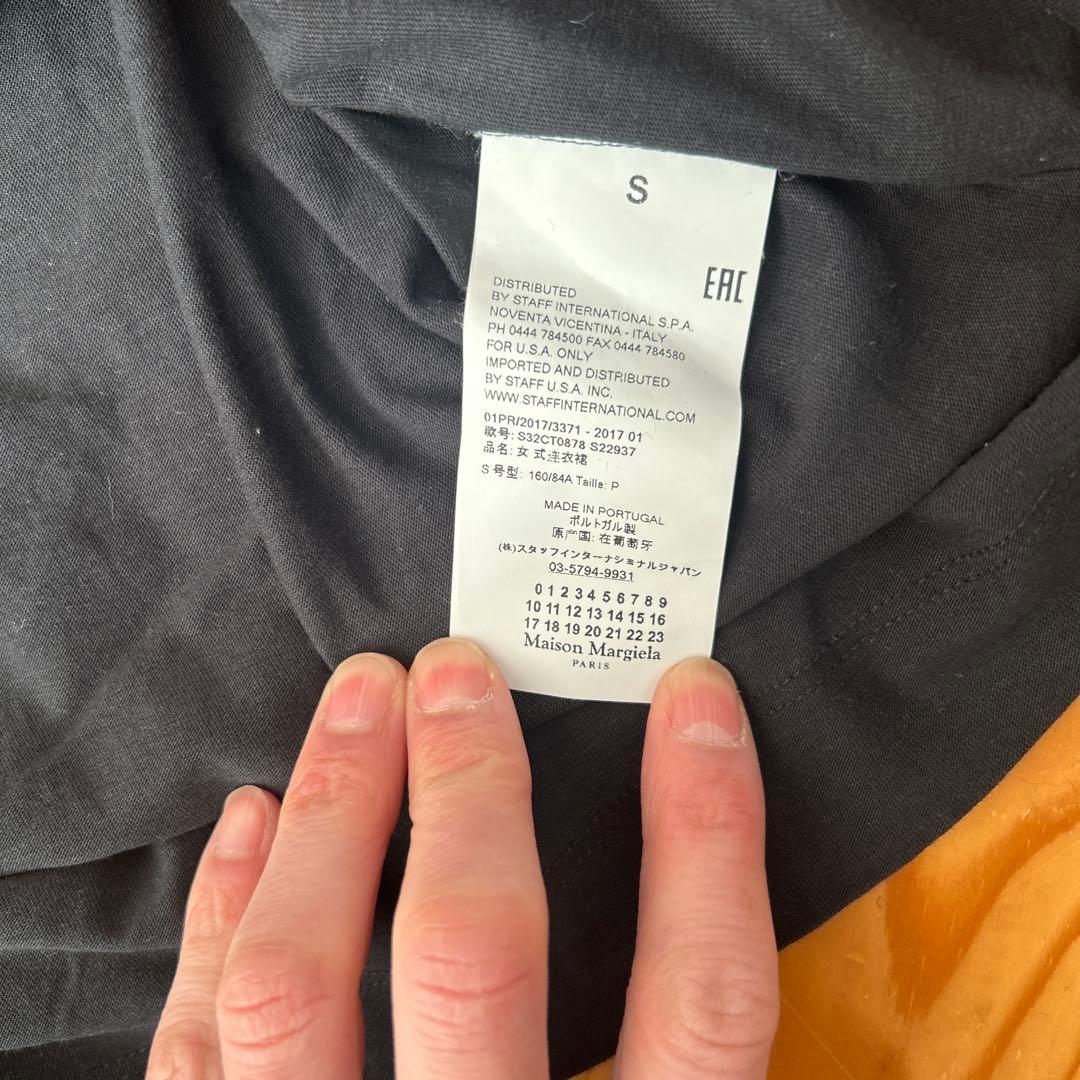 S
EAC
DISTRIBUTED
BY STAFF INTERNATIONAL S.P.A.
NOVENTA VICENTINA - ITALY
PH 0444 784500 FAX 0444 784580
FOR U.S.A. ONLY
IMPORTED AND DISTRIBUTED
BY STAFF U.S.A. INC.
WWW.STAFFINTERNATIONAL.COM
01PR/2017/3371 - 2017 01
款号: S32CT0878 S22937
品名: 女 式连衣裙
S 号型: 160/84A Taille: P
MADE IN PORTUGAL
ポルトガル製
原产国: 在葡萄牙
(株)スタッフインターナショナルジャパン
03-5794-9931
0 1 2 3 4 5 6 7 8 9
10 11 12 13 14 15 16
17 18 19 20 21 22 23
Maison Margiela
PARIS